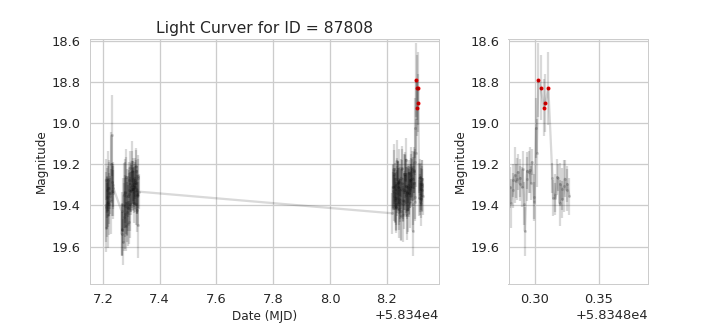 Light Curver for ID = 87808
18.6
18.8
19.0
19.2
19.4
19.6
Magnitude
7.2 7.4 7.6 7.8 8.0 8.2
Date (MJD)
+5.834e4
18.6
18.8
19.0
19.2
19.4
19.6
Magnitude
0.30 0.35
+5.8348e4